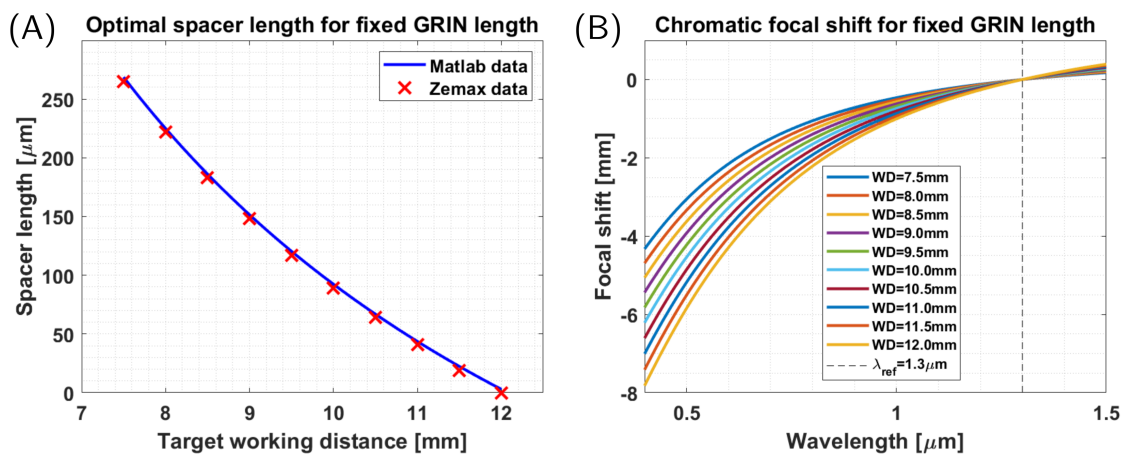 (A)
Optimal spacer length for fixed GRIN length
Matlab data
Zemax data
250
200
150
100
50
0
Spacer length [μm]
7
8
9
10
11
12
Target working distance [mm]
(B)
Chromatic focal shift for fixed GRIN length
0
-2
-4
-6
-8
Focal shift [mm]
WD=7.5mm
WD=8.0mm
WD=8.5mm
WD=9.0mm
WD=9.5mm
WD=10.0mm
WD=10.5mm
WD=11.0mm
WD=11.5mm
WD=12.0mm
λref=1.3μm
0.5
1
1.5
Wavelength [μm]